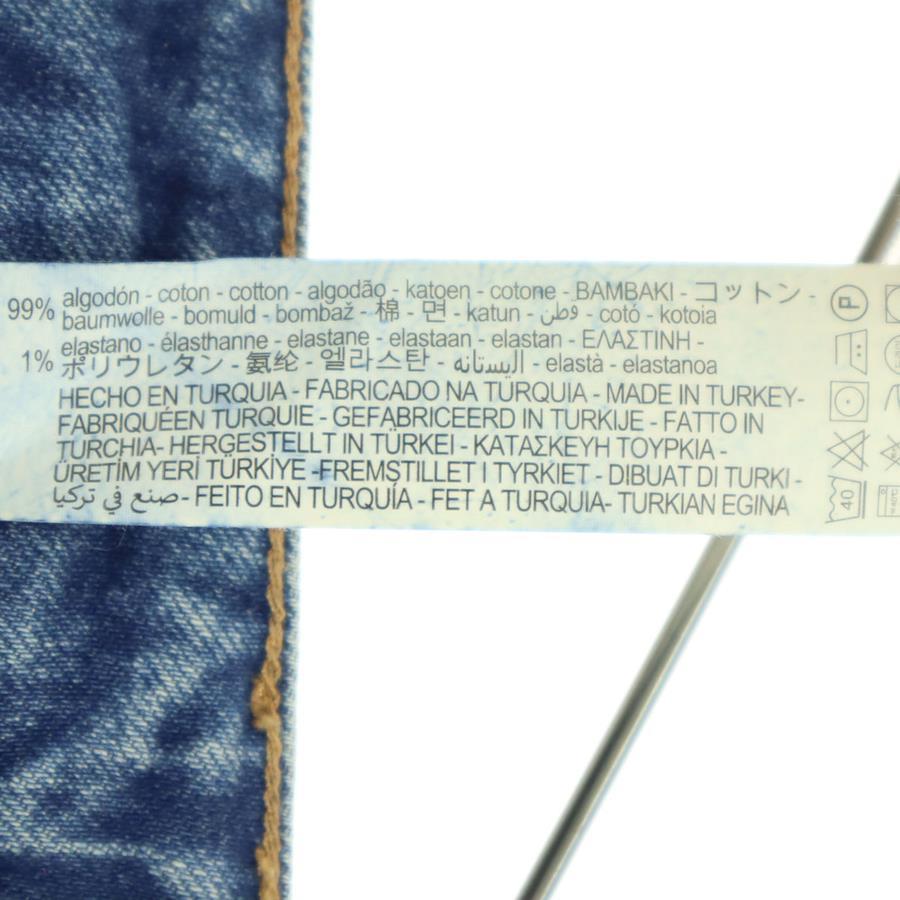 99% algodón - coton - cotton - algodão - katoen - cotone - BAMBAKI - コットン -
baumwolle - bomuld - bombaž - 棉 - 면 - katun - قطن - cotó - kotoia
1% elastano - élasthanne - elastane - elastaan - elastan - ΕΛΑΣΤΙΝΗ -
ポリウレタン - 氨纶 - 엘라스탄 - اليستانه - elastà - elastanoa
HECHO EN TURQUIA - FABRICADO NA TURQUIA - MADE IN TURKEY-
FABRIQUÉEN TURQUIE - GEFABRICEERD IN TURKIJE - FATTO IN
TURCHIA- HERGESTELLT IN TÜRKEI - ΚΑΤΑΣΚΕΥΗ ΤΟΥΡΚΙΑ -
ÜRETİM YERİ TÜRKİYE -FREMSTILLET I TYRKIET - DIBUAT DI TURKI -
صنع في تركيا - FEITO EN TURQUÍA - FET A TURQUIA- TURKIAN EGINA
P
40